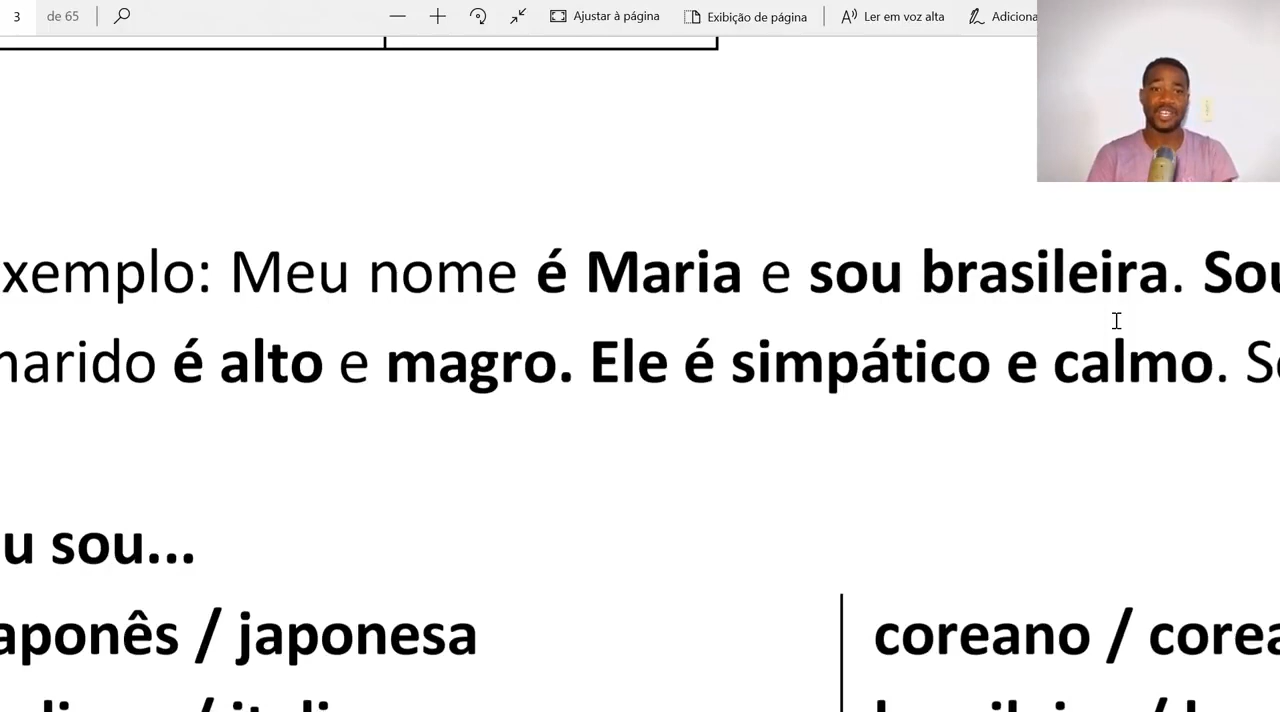 3 de 65 Ajustar à página Exibição de página Ler em voz alta
xemplo: Meu nome é Maria e sou brasileira. Sou
marido é alto e magro. Ele é simpático e calmo. S
u sou...
aponês / japonesa
coreano / corea